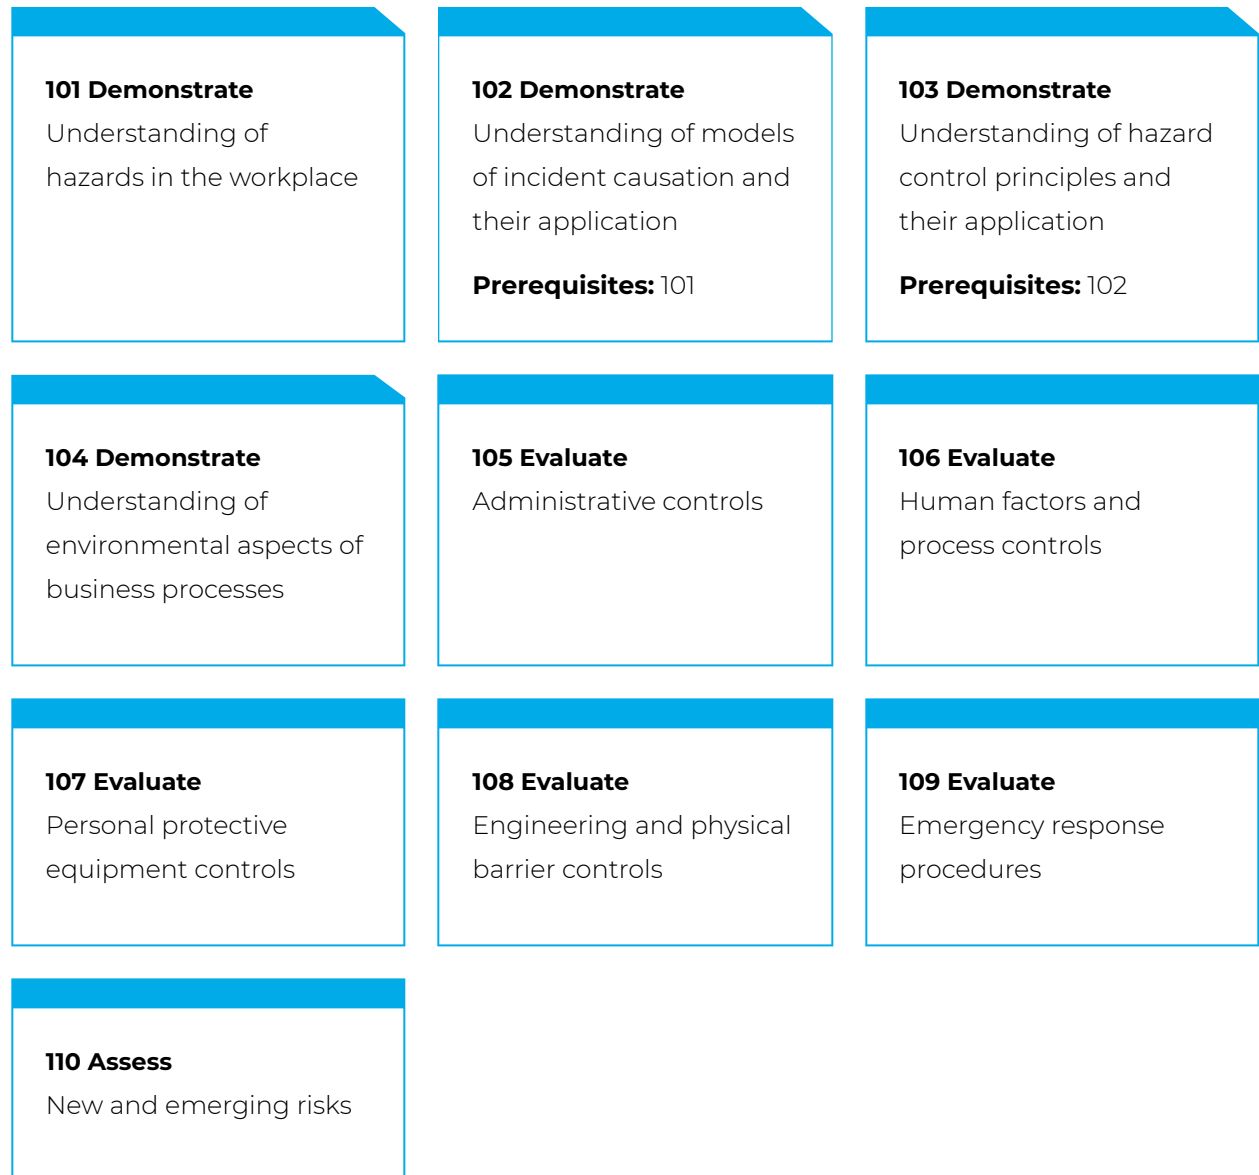 101 Demonstrate
Understanding of
hazards in the workplace
102 Demonstrate
Understanding of models
of incident causation and
their application
Prerequisites: 101
103 Demonstrate
Understanding of hazard
control principles and
their application
Prerequisites: 102
104 Demonstrate
Understanding of
environmental aspects of
business processes
105 Evaluate
Administrative controls
106 Evaluate
Human factors and
process controls
107 Evaluate
Personal protective
equipment controls
108 Evaluate
Engineering and physical
barrier controls
109 Evaluate
Emergency response
procedures
110 Assess
New and emerging risks